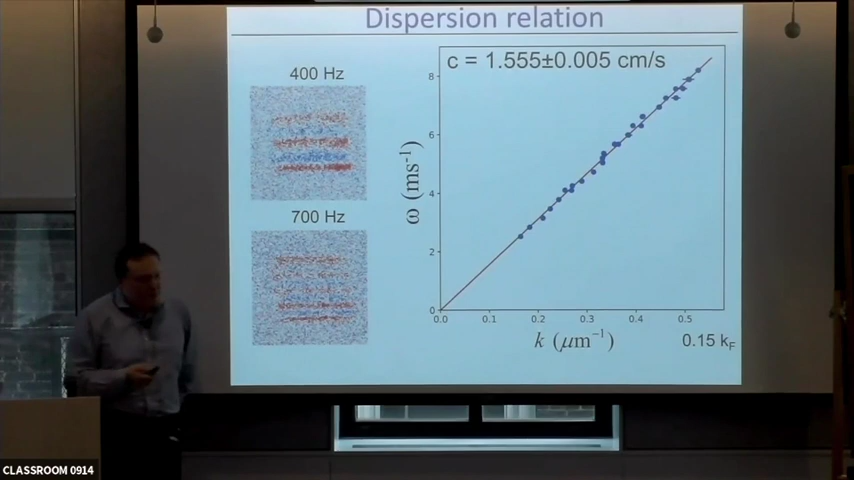 Dispersion relation
400 Hz
700 Hz
c = 1.555±0.005 cm/s
ω (ms⁻¹)
8
6
4
2
0
0.0 0.1 0.2 0.3 0.4 0.5
k (μm⁻¹)
0.15 k_F
CLASSROOM 0914